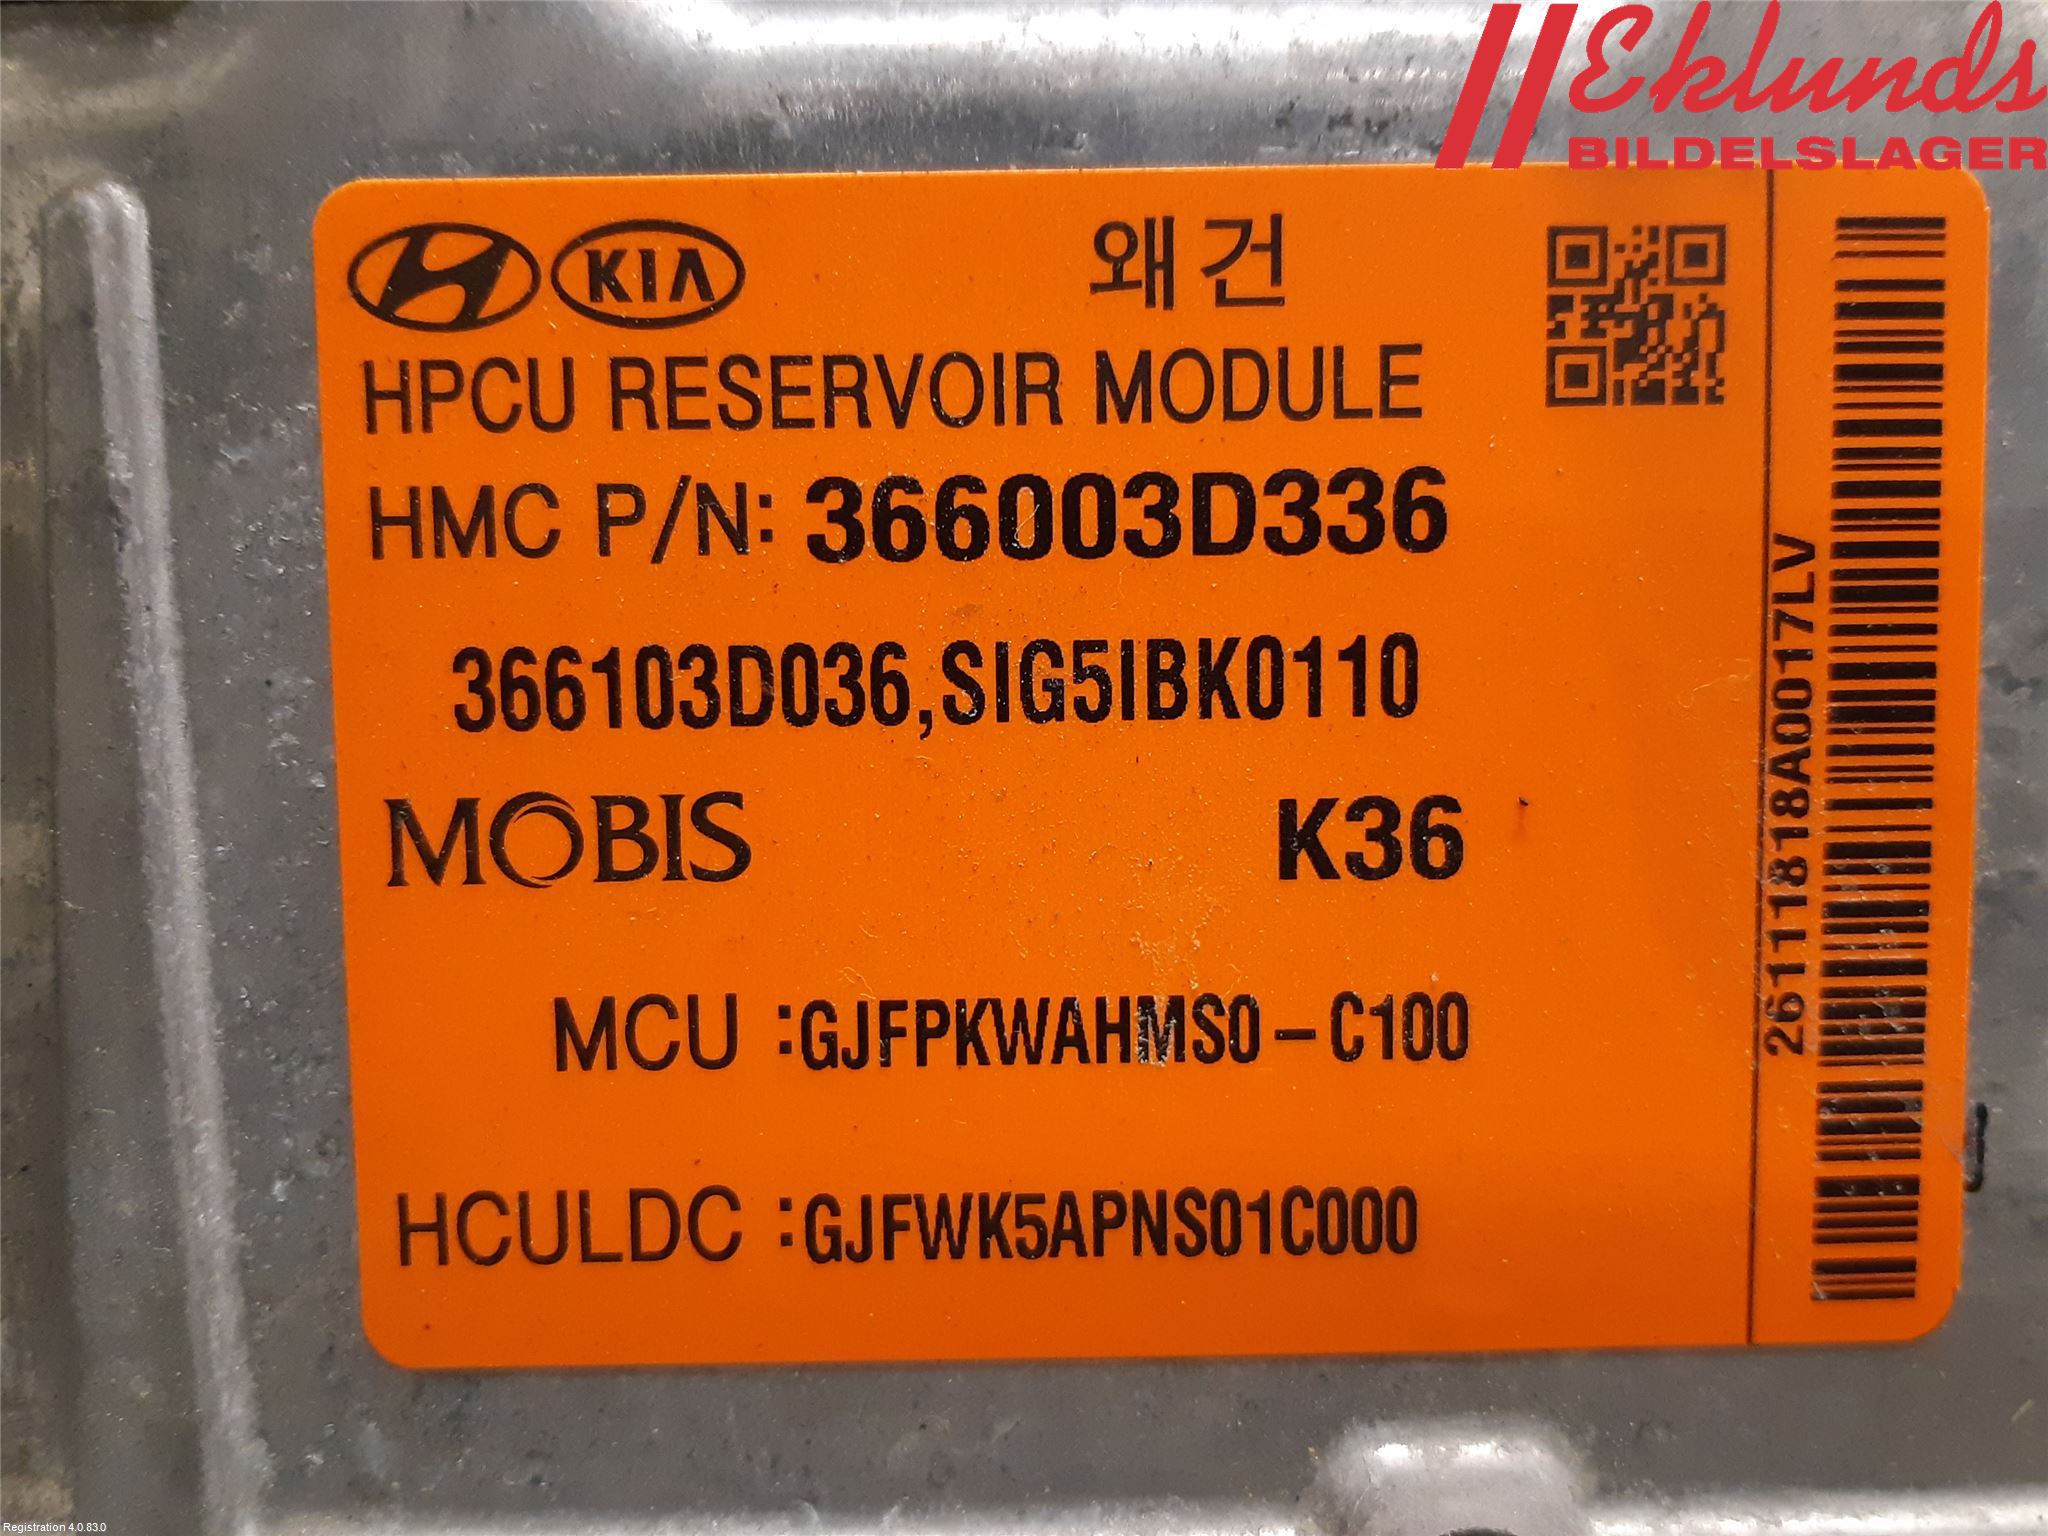 Eklunds
BILDELSLAGER
KIA
왜건
HPCU RESERVOIR MODULE
HMC P/N: 366003D336
366103D036,SIG5IBK0110
MOBIS K36
MCU :GJFPKWAHMS0-C100
HCULDC :GJFWK5APNS01C000
26111818A0017LV
Registration 4.0.83.0